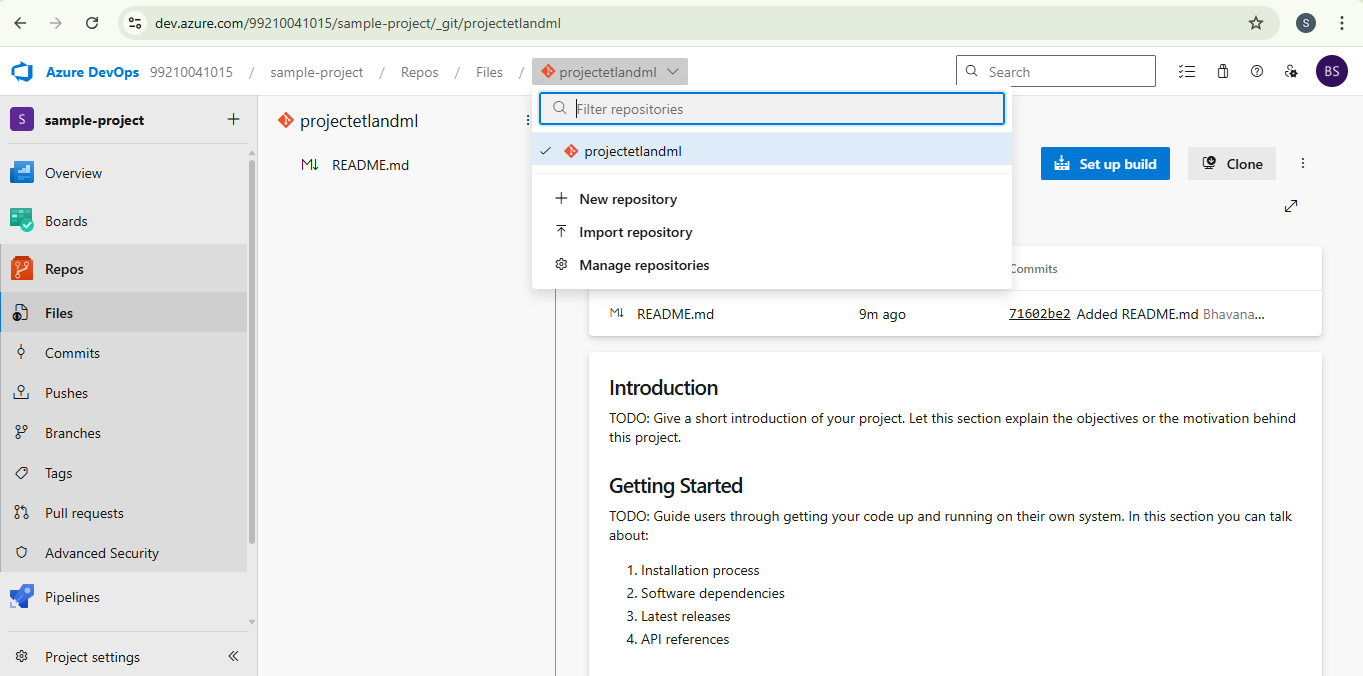 dev.azure.com/99210041015/sample-project/_git/projectetlandml
S
Azure DevOps 99210041015 / sample-project / Repos / Files / projectetlandml
Search
BS
S sample-project
Overview
Boards
Repos
Files
Commits
Pushes
Branches
Tags
Pull requests
Advanced Security
Pipelines
Project settings
projectetlandml
README.md
Filter repositories
projectetlandml
New repository
Import repository
Manage repositories
Set up build
Clone
Commits
README.md 9m ago 71602be2 Added README.md Bhavana...
Introduction
TODO: Give a short introduction of your project. Let this section explain the objectives or the motivation behind
this project.
Getting Started
TODO: Guide users through getting your code up and running on their own system. In this section you can talk
about:
1. Installation process
2. Software dependencies
3. Latest releases
4. API references